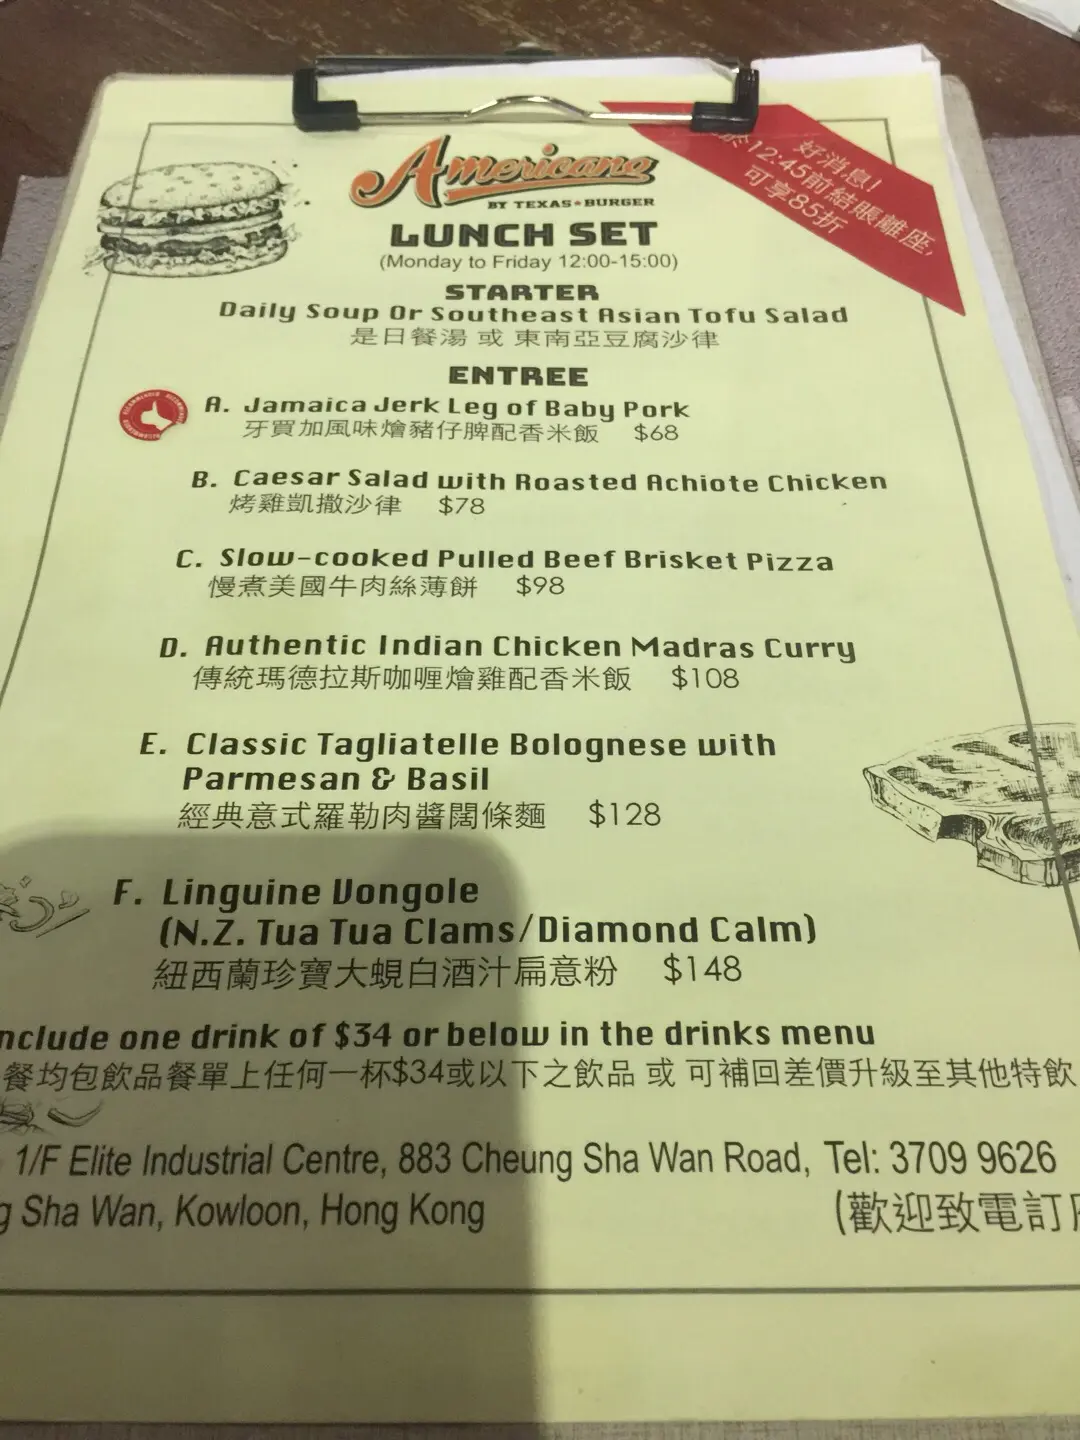 Americano
BY TEXAS★BURGER
好消息!
於12:45前結賬離座,
可享85折
LUNCH SET
(Monday to Friday 12:00-15:00)
STARTER
Daily Soup Or Southeast Asian Tofu Salad
是日餐湯 或 東南亞豆腐沙律
ENTREE
A. Jamaica Jerk Leg of Baby Pork
牙買加風味燴豬仔髀配香米飯 $68
B. Caesar Salad with Roasted Achiote Chicken
烤雞凱撒沙律 $78
C. Slow-cooked Pulled Beef Brisket Pizza
慢煮美國牛肉絲薄餅 $98
D. Authentic Indian Chicken Madras Curry
傳統瑪德拉斯咖喱燴雞配香米飯 $108
E. Classic Tagliatelle Bolognese with
Parmesan & Basil
經典意式羅勒肉醬闊條麵 $128
F. Linguine Vongole
(N.Z. Tua Tua Clams/Diamond Calm)
紐西蘭珍寶大蜆白酒汁扁意粉 $148
nclude one drink of $34 or below in the drinks menu
餐均包飲品餐單上任何一杯$34或以下之飲品 或 可補回差價升級至其他特飲
1/F Elite Industrial Centre, 883 Cheung Sha Wan Road, Tel: 3709 9626
g Sha Wan, Kowloon, Hong Kong (歡迎致電訂